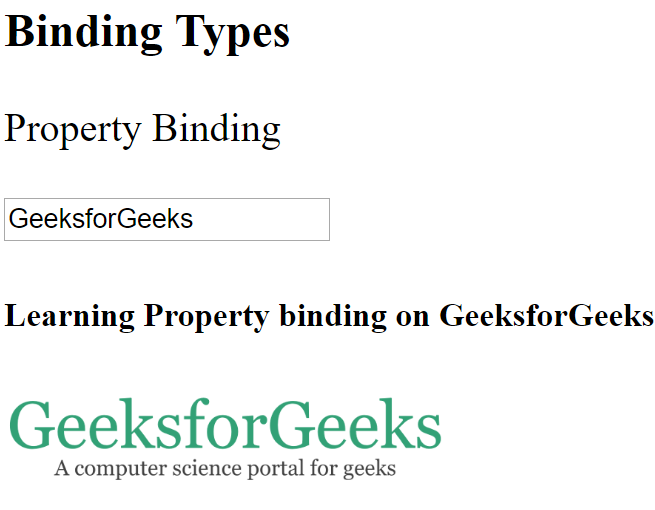 Binding Types
Property Binding
GeeksforGeeks
Learning Property binding on GeeksforGeeks
GeeksforGeeks
A computer science portal for geeks